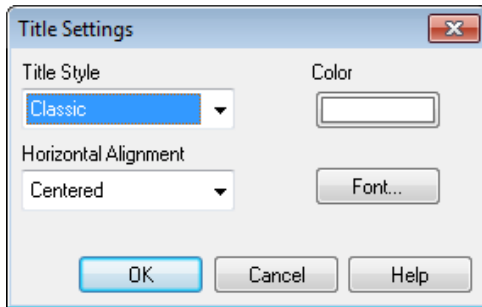 Title Settings
Title Style
Color
Classic
Horizontal Alignment
Centered
Font...
OK
Cancel
Help